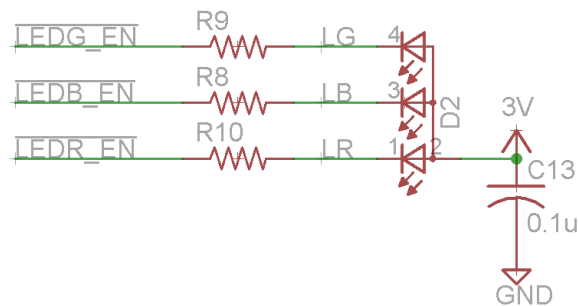 R9
LEDG_EN LG 4
R8
LEDB_EN LB 3
D2
3V
R10
LEDR_EN LR 1 2
C13
0.1u
GND